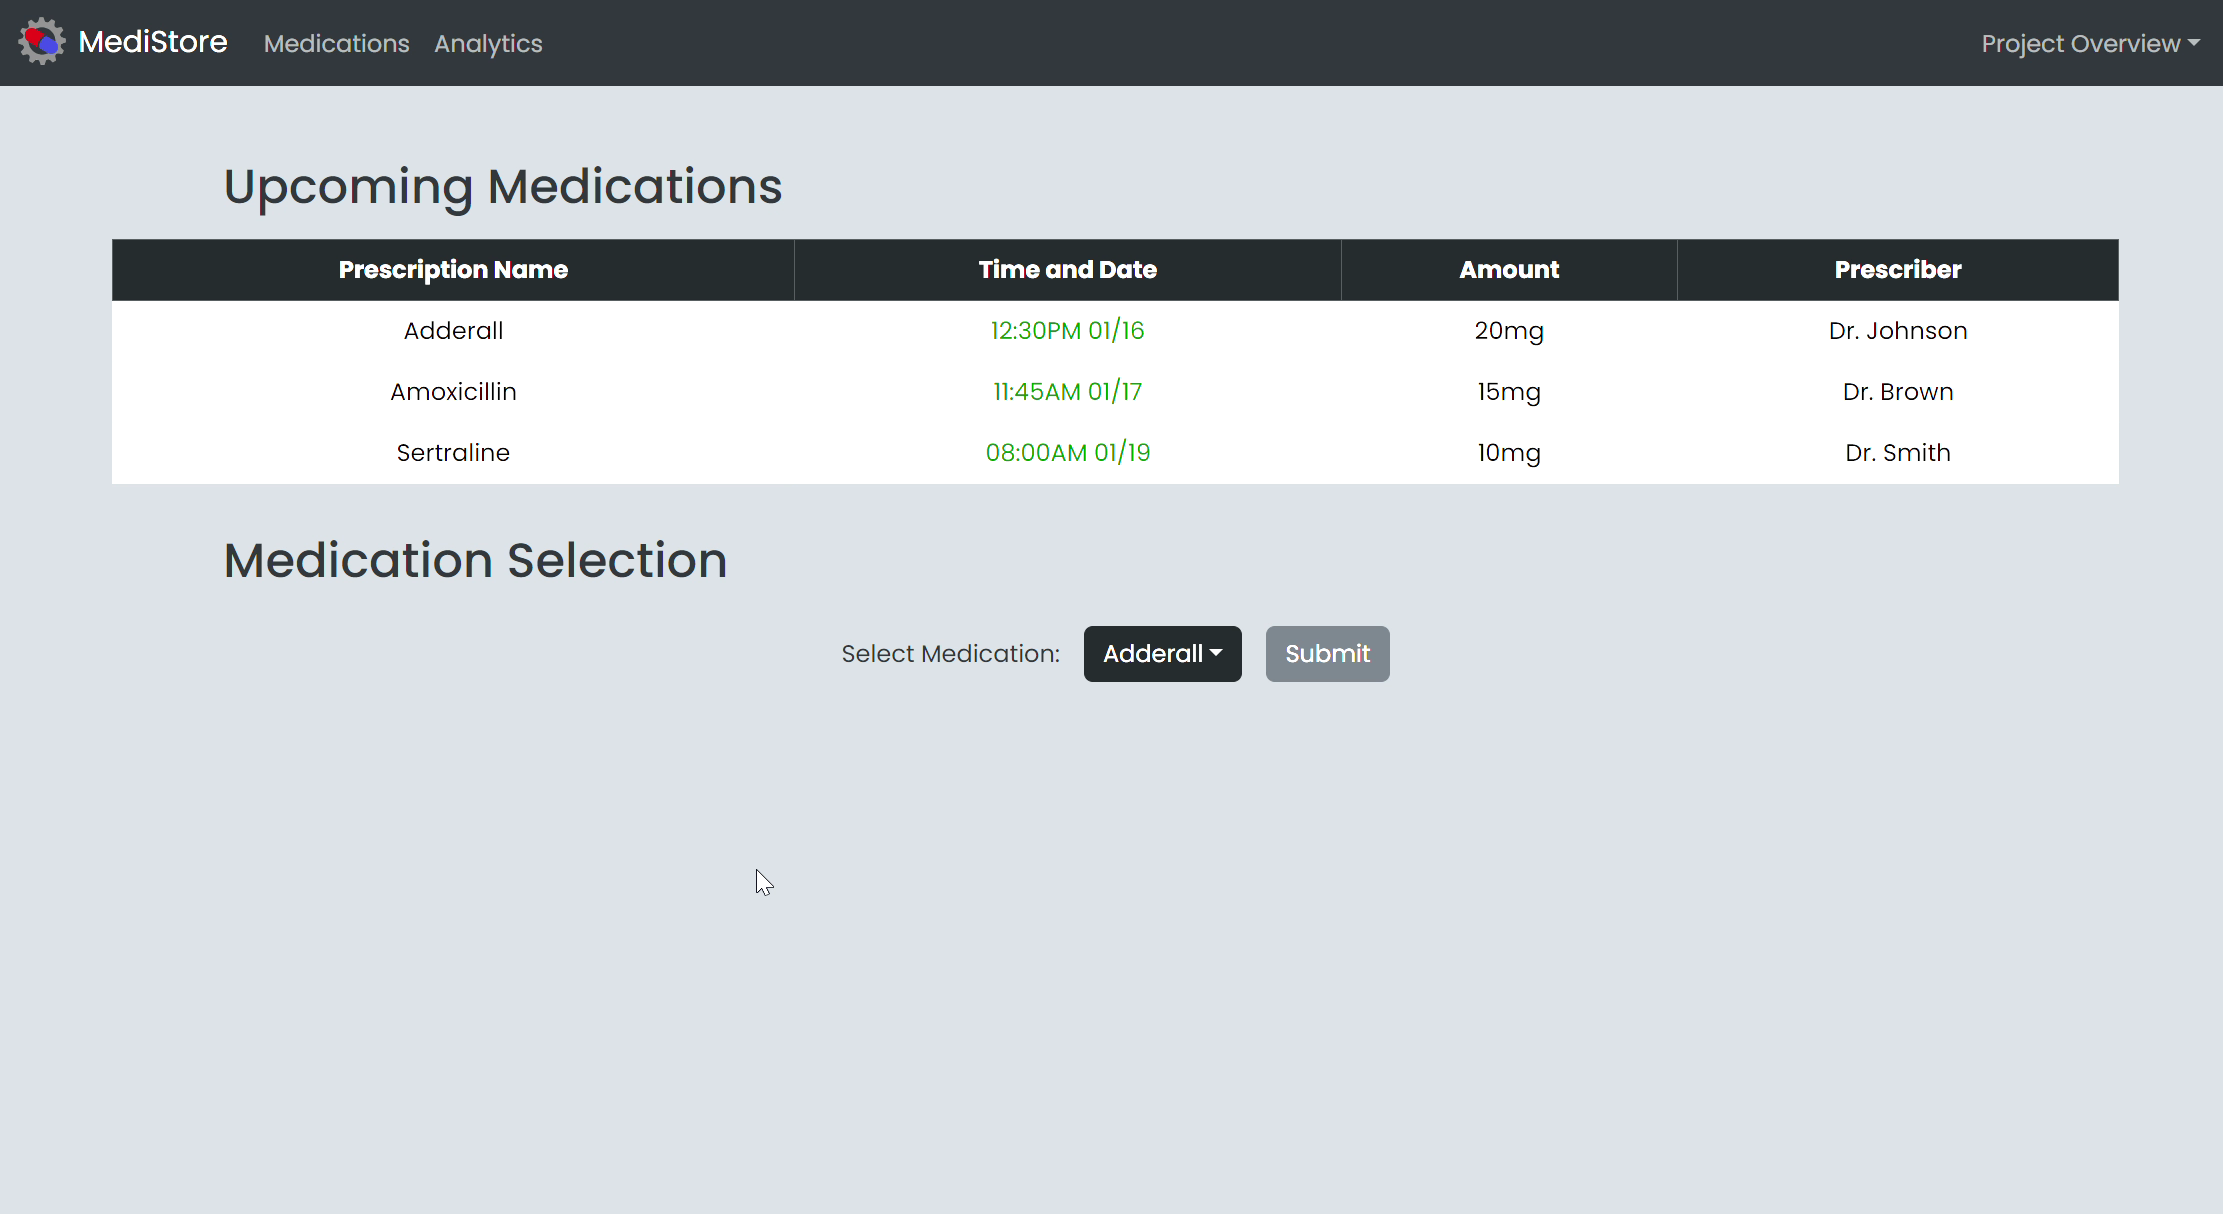 MediStore Medications Analytics Project Overview
Upcoming Medications
Prescription Name Time and Date Amount Prescriber
Adderall 12:30PM 01/16 20mg Dr. Johnson
Amoxicillin 11:45AM 01/17 15mg Dr. Brown
Sertraline 08:00AM 01/19 10mg Dr. Smith
Medication Selection
Select Medication: Adderall Submit